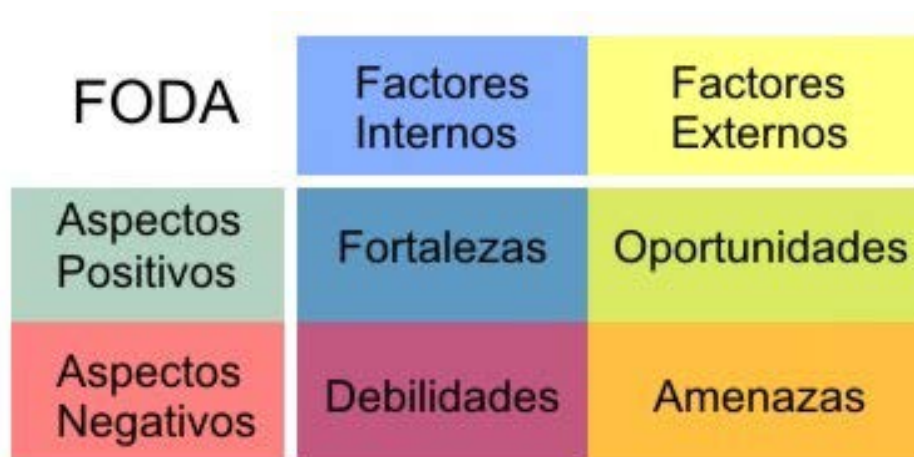 FODA
Factores
Internos
Factores
Externos
Aspectos
Positivos
Fortalezas
Oportunidades
Aspectos
Negativos
Debilidades
Amenazas